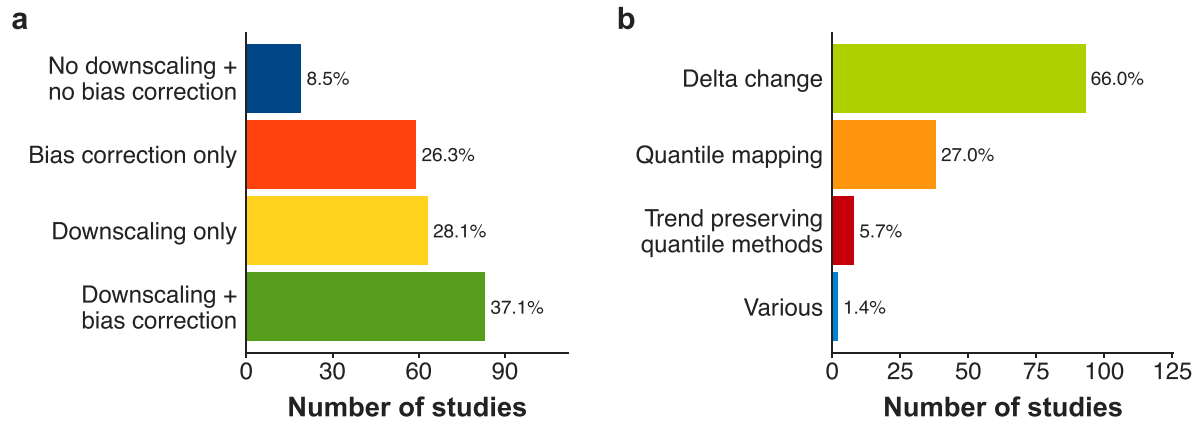 a
No downscaling +
no bias correction
8.5%
Bias correction only
26.3%
Downscaling only
28.1%
Downscaling +
bias correction
37.1%
0 30 60 90
Number of studies
b
Delta change
66.0%
Quantile mapping
27.0%
Trend preserving
quantile methods
5.7%
Various
1.4%
0 25 50 75 100 125
Number of studies